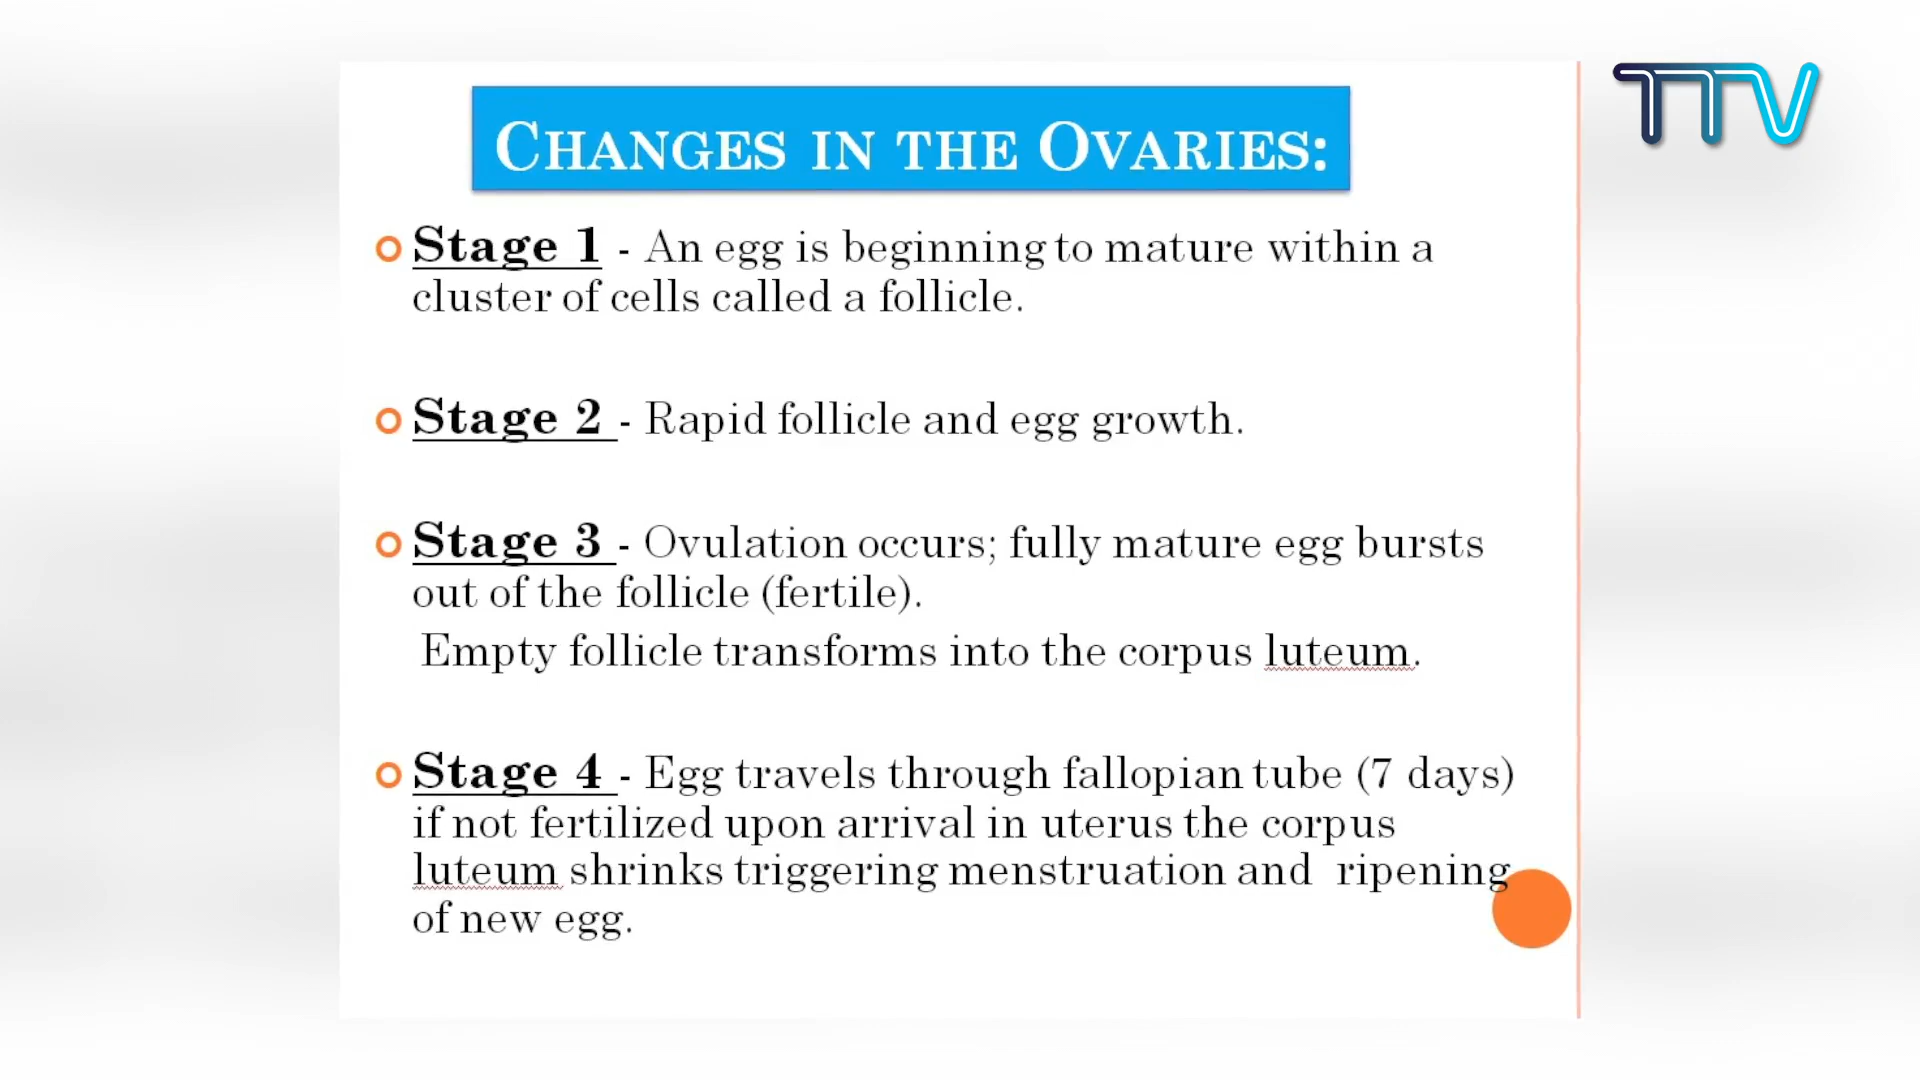 TTV
CHANGES IN THE OVARIES:
Stage 1 - An egg is beginning to mature within a
cluster of cells called a follicle.
Stage 2 - Rapid follicle and egg growth.
Stage 3 - Ovulation occurs; fully mature egg bursts
out of the follicle (fertile).
Empty follicle transforms into the corpus luteum.
Stage 4 - Egg travels through fallopian tube (7 days)
if not fertilized upon arrival in uterus the corpus
luteum shrinks triggering menstruation and ripening
of new egg.